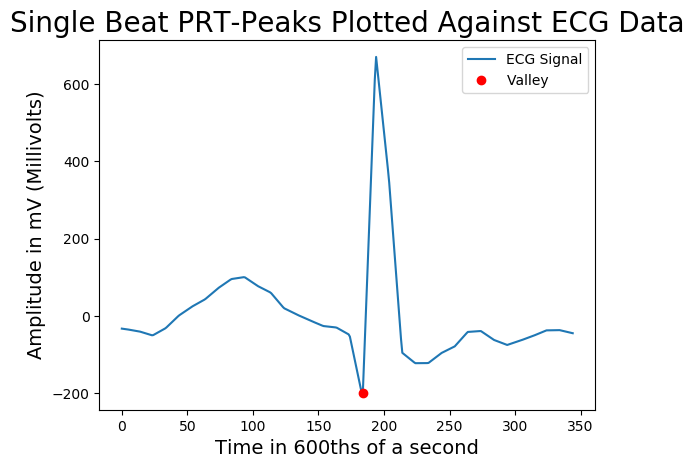 Single Beat PRT-Peaks Plotted Against ECG Data
Amplitude in mV (Millivolts)
600
400
200
0
−200
ECG Signal
Valley
0 50 100 150 200 250 300 350
Time in 600ths of a second